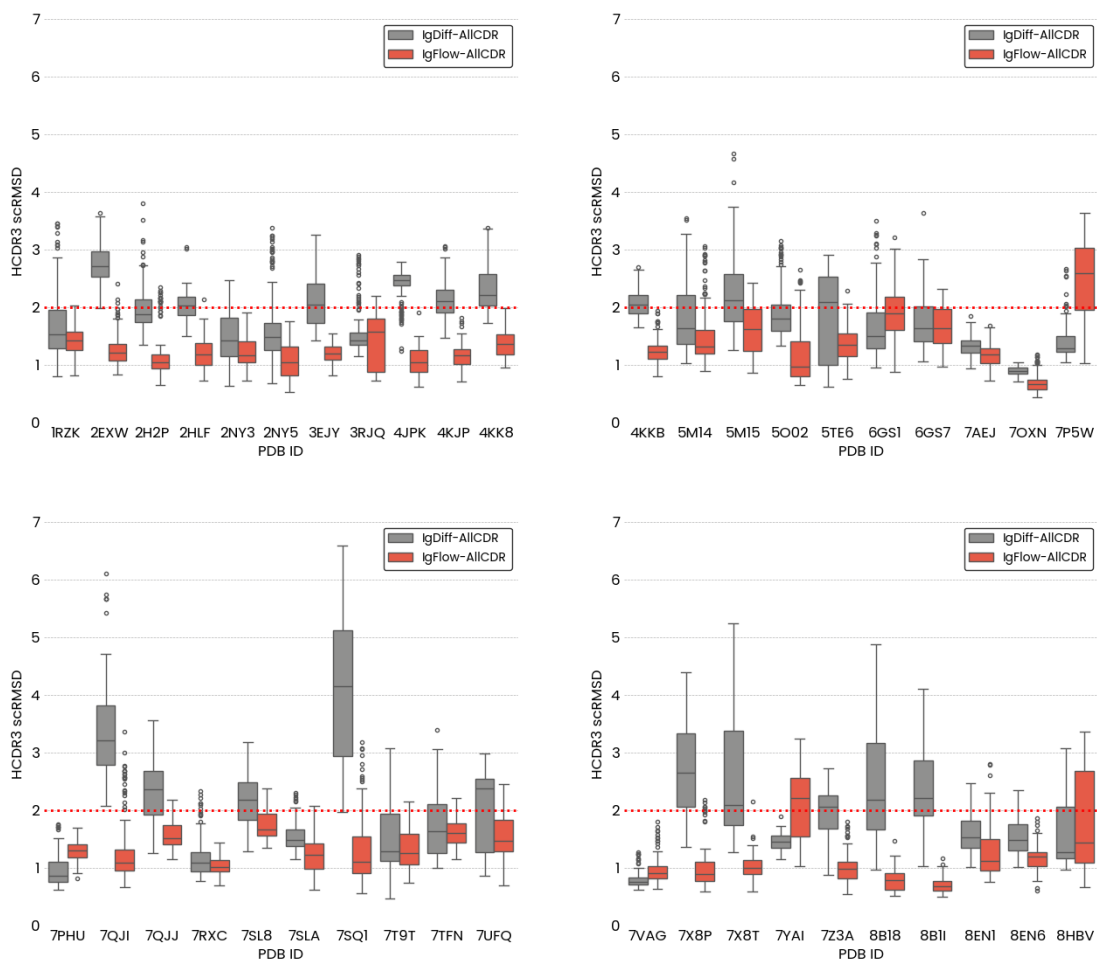 7
6
5
4
3
2
1
0
HCDR3 scRMSD
IgDiff-AllCDR
IgFlow-AllCDR
1RZK 2EXW 2H2P 2HLF 2NY3 2NY5 3EJY 3RJQ 4JPK 4KJP 4KK8
PDB ID
7
6
5
4
3
2
1
0
HCDR3 scRMSD
IgDiff-AllCDR
IgFlow-AllCDR
4KKB 5M14 5M15 5O02 5TE6 6GS1 6GS7 7AEJ 7OXN 7P5W
PDB ID
7
6
5
4
3
2
1
0
HCDR3 scRMSD
IgDiff-AllCDR
IgFlow-AllCDR
7PHU 7QJI 7QJJ 7RXC 7SL8 7SLA 7SQ1 7T9T 7TFN 7UFQ
PDB ID
7
6
5
4
3
2
1
0
HCDR3 scRMSD
IgDiff-AllCDR
IgFlow-AllCDR
7VAG 7X8P 7X8T 7YAI 7Z3A 8B18 8B1I 8EN1 8EN6 8HBV
PDB ID